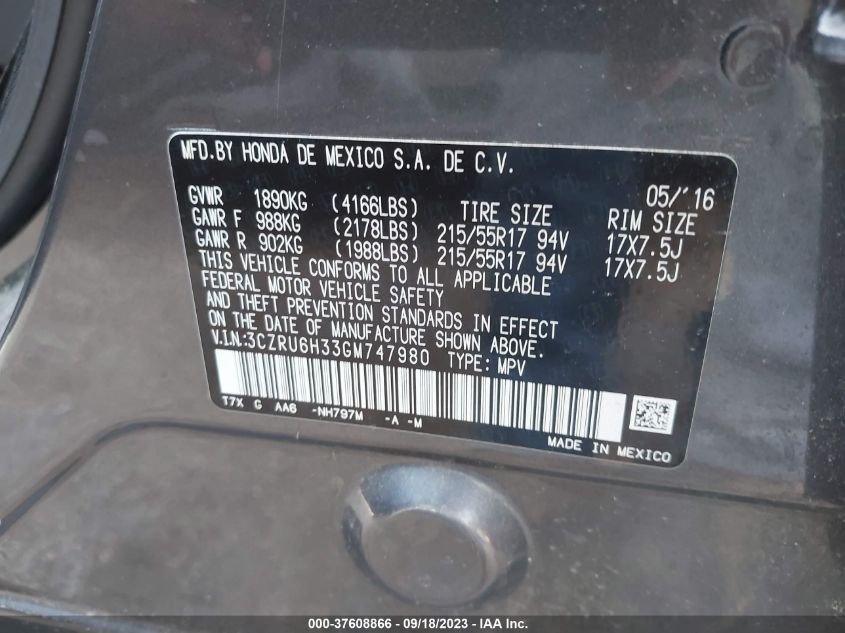 MFD.BY HONDA DE MEXICO S.A. DE C.V.
05/'16
GVWR 1890KG (4166LBS) TIRE SIZE RIM SIZE
GAWR F 988KG (2178LBS) 215/55R17 94V 17X7.5J
GAWR R 902KG (1988LBS) 215/55R17 94V 17X7.5J
THIS VEHICLE CONFORMS TO ALL APPLICABLE
FEDERAL MOTOR VEHICLE SAFETY
AND THEFT PREVENTION STANDARDS IN EFFECT
ON THE DATE OF MANUFACTURE SHOWN ABOVE.
V.I.N:3CZRU6H33GM747980 TYPE: MPV
T7X G AA6 -NH797M -A -M
MADE IN MEXICO
000-37608866 - 09/18/2023 - IAA Inc.